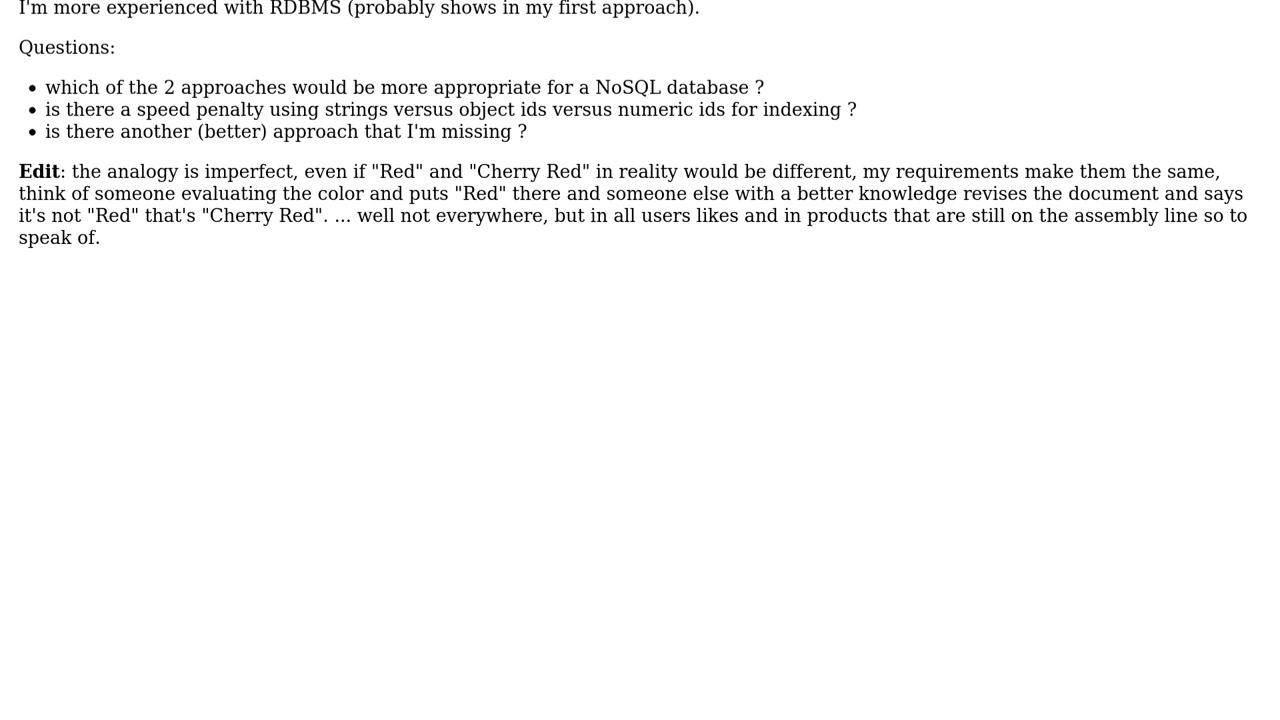 I'm more experienced with RDBMS (probably shows in my first approach).
Questions:
• which of the 2 approaches would be more appropriate for a NoSQL database ?
• is there a speed penalty using strings versus object ids versus numeric ids for indexing ?
• is there another (better) approach that I'm missing ?
Edit: the analogy is imperfect, even if "Red" and "Cherry Red" in reality would be different, my requirements make them the same,
think of someone evaluating the color and puts "Red" there and someone else with a better knowledge revises the document and says
it's not "Red" that's "Cherry Red". ... well not everywhere, but in all users likes and in products that are still on the assembly line so to
speak of.